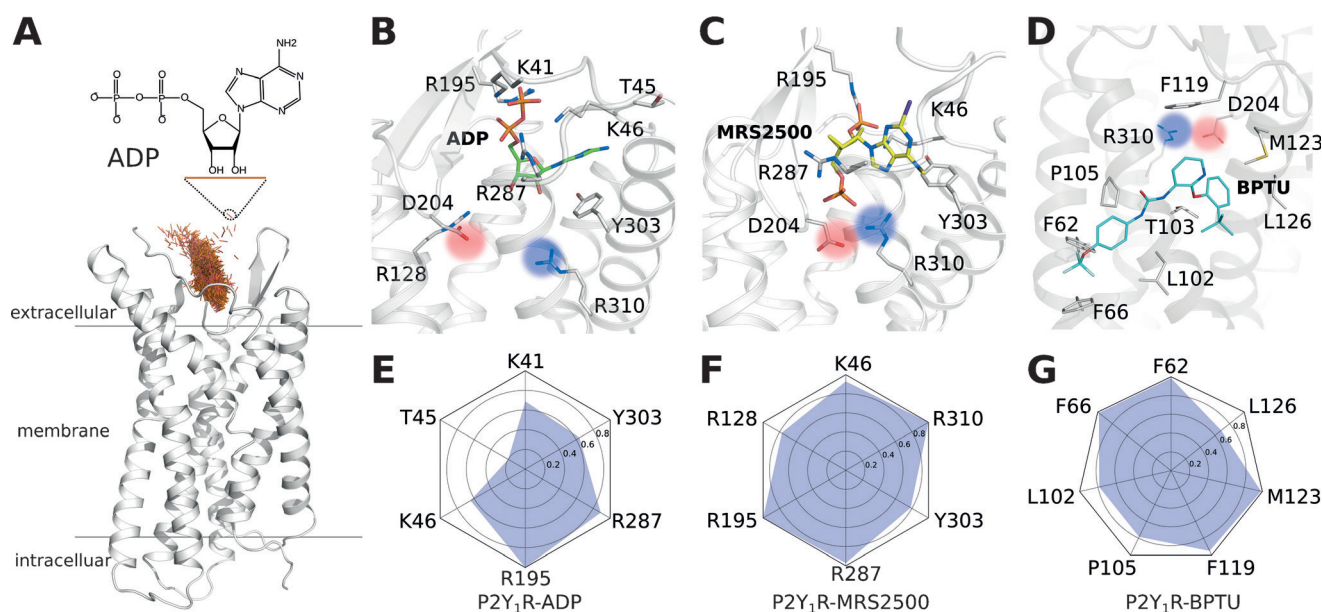 A
NH2
N
N
N
N
O
O
O
P
O
P
O
O
O
O
OH
OH
ADP
extracellular
membrane
intracelluar
B
R195
K41
T45
K46
ADP
R287
D204
Y303
R128
R310
C
R195
K46
MRS2500
R287
D204
Y303
R310
D
F119
D204
R310
M123
P105
BPTU
F62
T103
L126
L102
F66
E
K41
T45
Y303
0.8
0.6
0.4
0.2
K46
R287
R195
P2Y₁R-ADP
F
K46
R128
R310
0.8
0.6
0.4
0.2
R195
Y303
R287
P2Y₁R-MRS2500
G
F62
F66
L126
0.8
0.6
0.4
0.2
L102
M123
P105
F119
P2Y₁R-BPTU